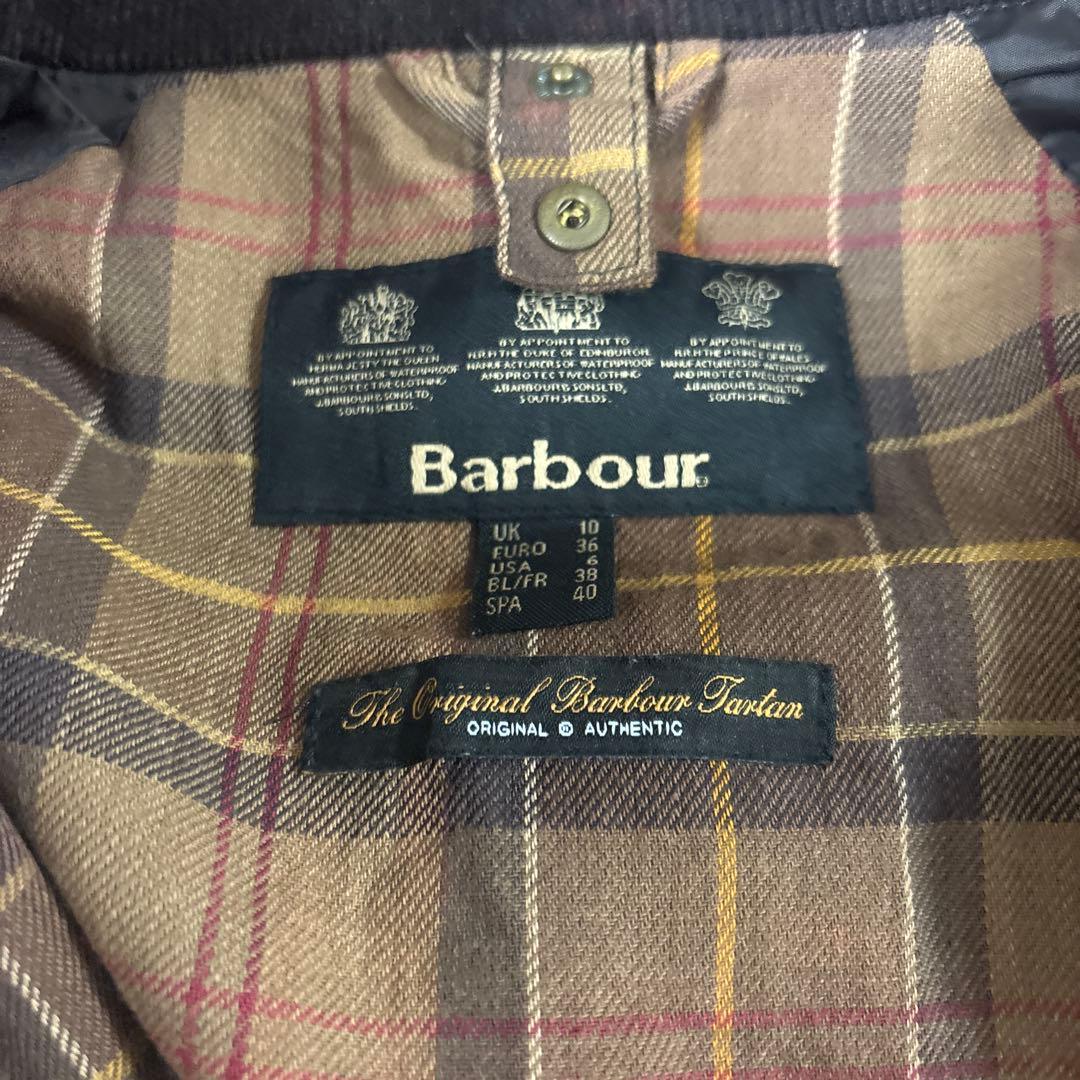 BY APPOINTMENT TO
HER MAJESTY THE QUEEN
MANUFACTURERS OF WATERPROOF
AND PROTECTIVE CLOTHING
J.BARBOUR & SONS LTD,
SOUTH SHIELDS.
BY APPOINTMENT TO
H.R.H THE DUKE OF EDINBURGH
MANUFACTURERS OF WATERPROOF
AND PROTECTIVE CLOTHING
J.BARBOUR & SONS LTD,
SOUTH SHIELDS.
BY APPOINTMENT TO
H.R.H THE PRINCE OF WALES
MANUFACTURERS OF WATERPROOF
AND PROTECTIVE CLOTHING
J.BARBOUR & SONS LTD,
SOUTH SHIELDS.
Barbour®
UK 10
EURO 36
USA 6
BL/FR 38
SPA 40
The Original Barbour Tartan
ORIGINAL ® AUTHENTIC